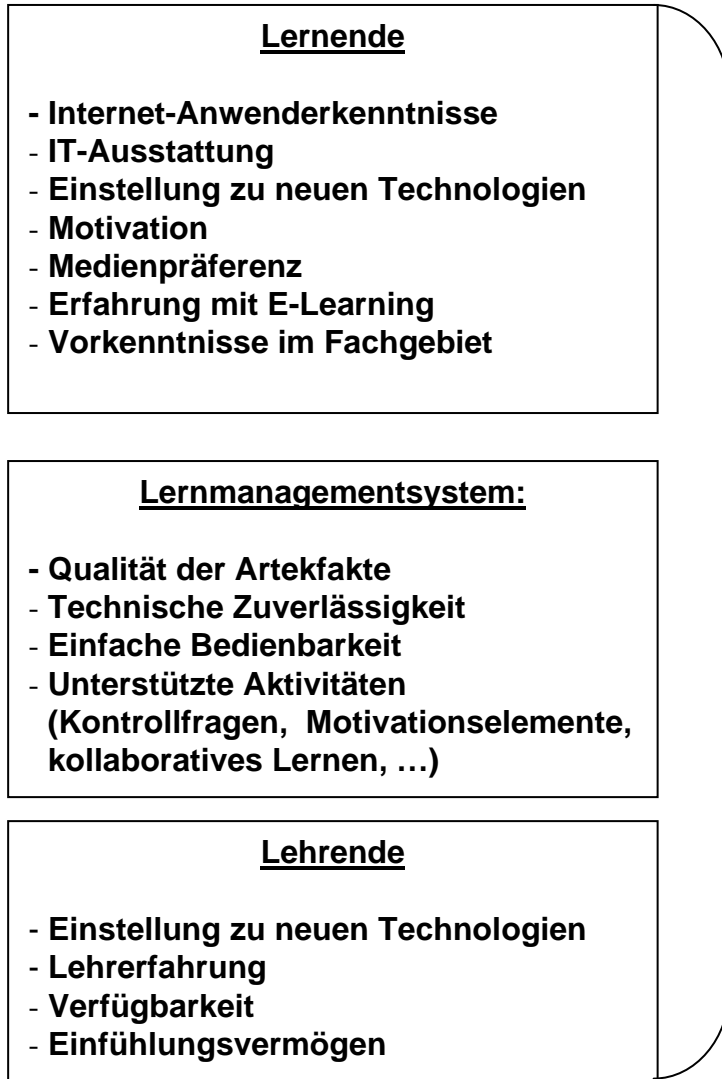 Lernende
- Internet-Anwenderkenntnisse
- IT-Ausstattung
- Einstellung zu neuen Technologien
- Motivation
- Medienpräferenz
- Erfahrung mit E-Learning
- Vorkenntnisse im Fachgebiet
Lernmanagementsystem:
- Qualität der Artekfakte
- Technische Zuverlässigkeit
- Einfache Bedienbarkeit
- Unterstützte Aktivitäten
(Kontrollfragen, Motivationselemente,
kollaboratives Lernen, …)
Lehrende
- Einstellung zu neuen Technologien
- Lehrerfahrung
- Verfügbarkeit
- Einfühlungsvermögen